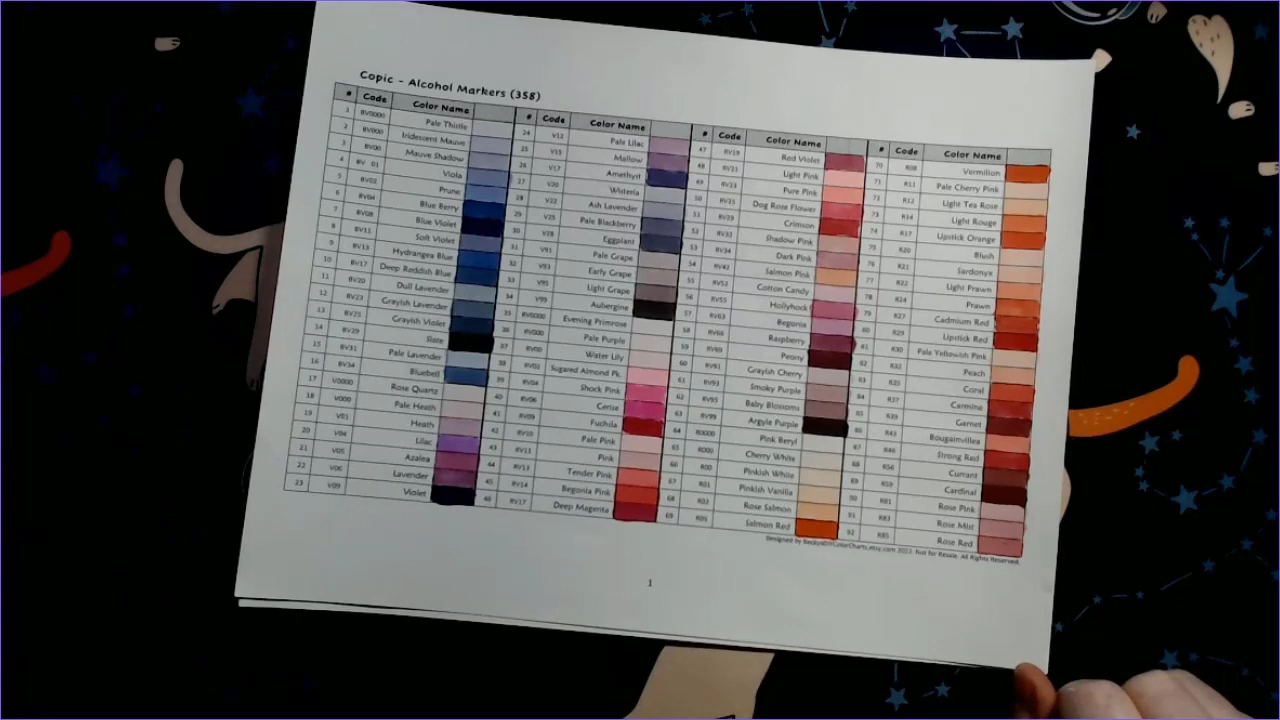 Copic - Alcohol Markers (358)
# Code Color Name
1 BV0000 Pale Thistle
2 BV000 Iridescent Mauve
3 BV00 Mauve Shadow
4 BV 01 Viola
5 BV02 Prune
6 BV04 Blue Berry
7 BV08 Blue Violet
8 BV11 Soft Violet
9 BV13 Hydrangea Blue
10 BV17 Deep Reddish Blue
11 BV20 Dull Lavender
12 BV23 Grayish Lavender
13 BV25 Grayish Violet
14 BV29 Slate
15 BV31 Pale Lavender
16 BV34 Bluebell
17 V0000 Rose Quartz
18 V000 Pale Heath
19 V01 Heath
20 V04 Lilac
21 V05 Azalea
22 V06 Lavender
23 V09 Violet
# Code Color Name
24 V12 Pale Lilac
25 V15 Mallow
26 V17 Amethyst
27 V20 Wisteria
28 V22 Ash Lavender
29 V25 Pale Blackberry
30 V28 Eggplant
31 V91 Pale Grape
32 V93 Early Grape
33 V95 Light Grape
34 V99 Aubergine
35 RV0000 Evening Primrose
36 RV000 Pale Purple
37 RV00 Water Lily
38 RV02 Sugared Almond Pk
39 RV04 Shock Pink
40 RV06 Cerise
41 RV09 Fuchila
42 RV10 Pale Pink
43 RV11 Pink
44 RV13 Tender Pink
45 RV14 Begonia Pink
46 RV17 Deep Magenta
# Code Color Name
47 RV19 Red Violet
48 RV21 Light Pink
49 RV23 Pure Pink
50 RV25 Dog Rose Flower
51 RV29 Crimson
52 RV32 Shadow Pink
53 RV34 Dark Pink
54 RV42 Salmon Pink
55 RV52 Cotton Candy
56 RV55 Hollyhock
57 RV63 Begonia
58 RV66 Raspberry
59 RV69 Peony
60 RV91 Grayish Cherry
61 RV93 Smoky Purple
62 RV95 Baby Blossoms
63 RV99 Argyle Purple
64 R0000 Pink Beryl
65 R000 Cherry White
66 R00 Pinkish White
67 R01 Pinkish Vanilla
68 R02 Rose Salmon
69 R05 Salmon Red
# Code Color Name
70 R08 Vermilion
71 R11 Pale Cherry Pink
72 R12 Light Tea Rose
73 R14 Light Rouge
74 R17 Lipstick Orange
75 R20 Blush
76 R21 Sardonyx
77 R22 Light Prawn
78 R24 Prawn
79 R27 Cadmium Red
80 R29 Lipstick Red
81 R30 Pale Yellowish Pink
82 R32 Peach
83 R35 Coral
84 R37 Carmine
85 R39 Garnet
86 R43 Bougainvillea
87 R46 Strong Red
88 R56 Currant
89 R59 Cardinal
90 R81 Rose Pink
91 R83 Rose Mist
92 R85 Rose Red
Designed by BeckysDIYColorCharts.etsy.com 2023. Not for Resale. All Rights Reserved.
1